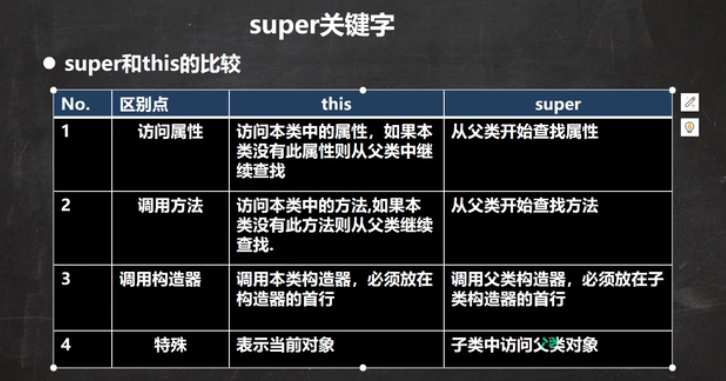 super关键字
● super和this的比较
No. 区别点 this super
1 访问属性 访问本类中的属性，如果本 从父类开始查找属性
类没有此属性则从父类中继
续查找
2 调用方法 访问本类中的方法,如果本 从父类开始查找方法
类没有此方法则从父类继续
查找.
3 调用构造器 调用本类构造器，必须放在 调用父类构造器，必须放在子
构造器的首行 类构造器的首行
4 特殊 表示当前对象 子类中访问父类对象